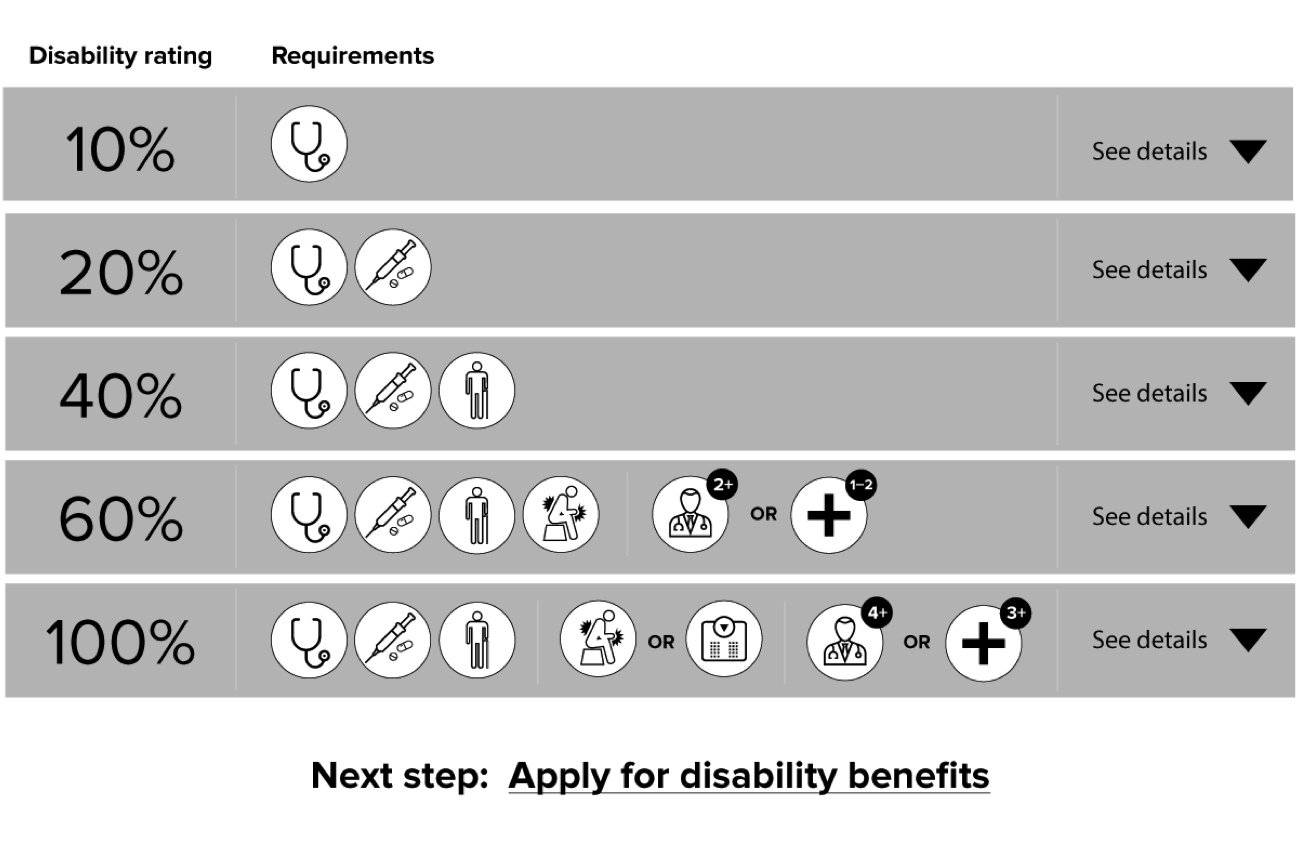 Disability rating Requirements
10% See details
20% See details
40% See details
60% 2+ OR 1–2 See details
100% OR 4+ OR 3+ See details
Next step: Apply for disability benefits